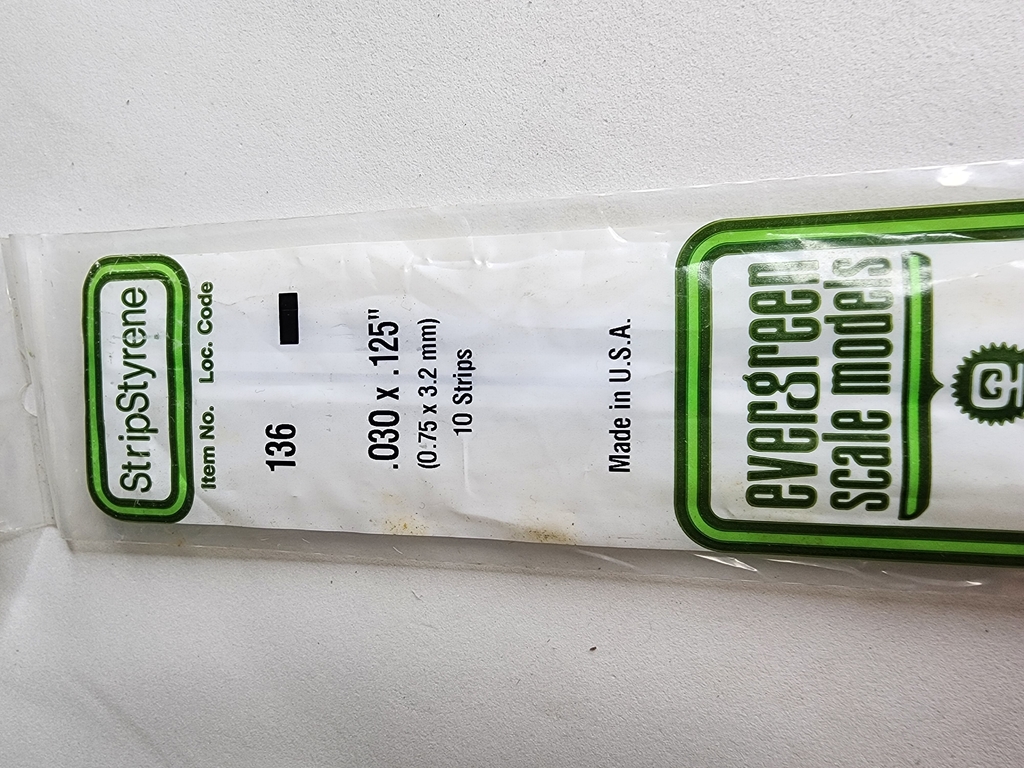 StripStyrene
Item No. Loc. Code
136
.030 x .125"
(0.75 x 3.2 mm)
10 Strips
Made in U.S.A.
evergreen
scale models